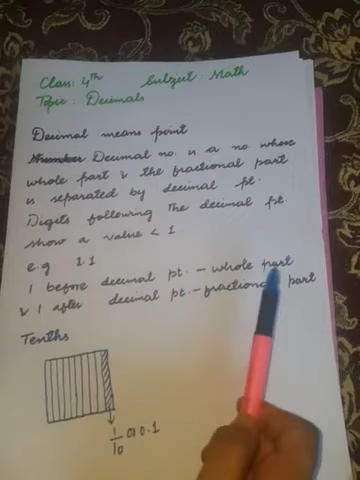 Class: 4th Subject: Math
Topic: Decimals
Decimal means point
Decimal no. is a no. where
whole part & the fractional part
is separated by decimal pt.
Digits following the decimal pt.
show a value < 1.
e.g 1.1
1 before decimal pt. - whole part
& 1 after decimal pt. - fractional part
Tenths
1/10 or 0.1